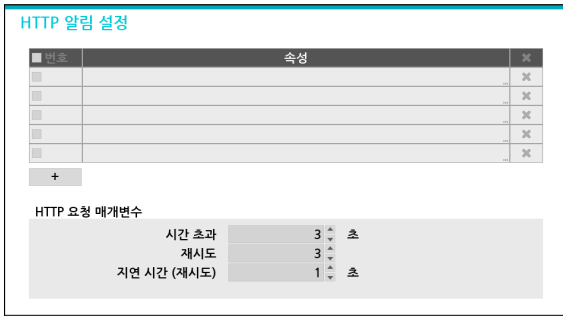 HTTP 알림 설정
번호 속성
...
...
...
...
...
+
HTTP 요청 매개변수
시간 초과 3 초
재시도 3
지연 시간 (재시도) 1 초